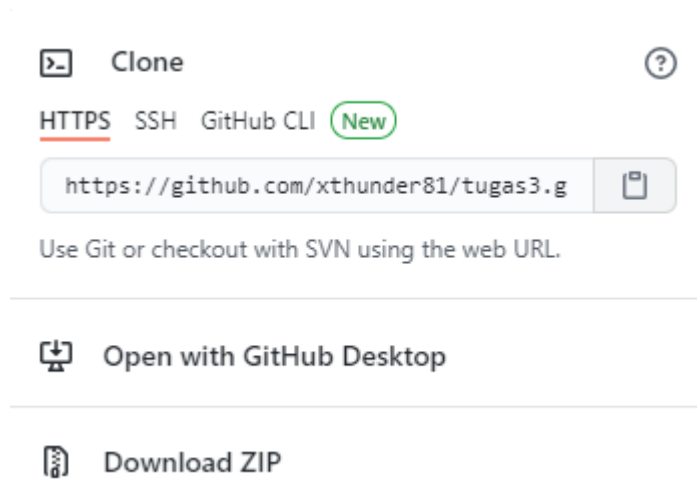 Clone
HTTPS SSH GitHub CLI New
https://github.com/xthunder81/tugas3.g
Use Git or checkout with SVN using the web URL.
Open with GitHub Desktop
Download ZIP